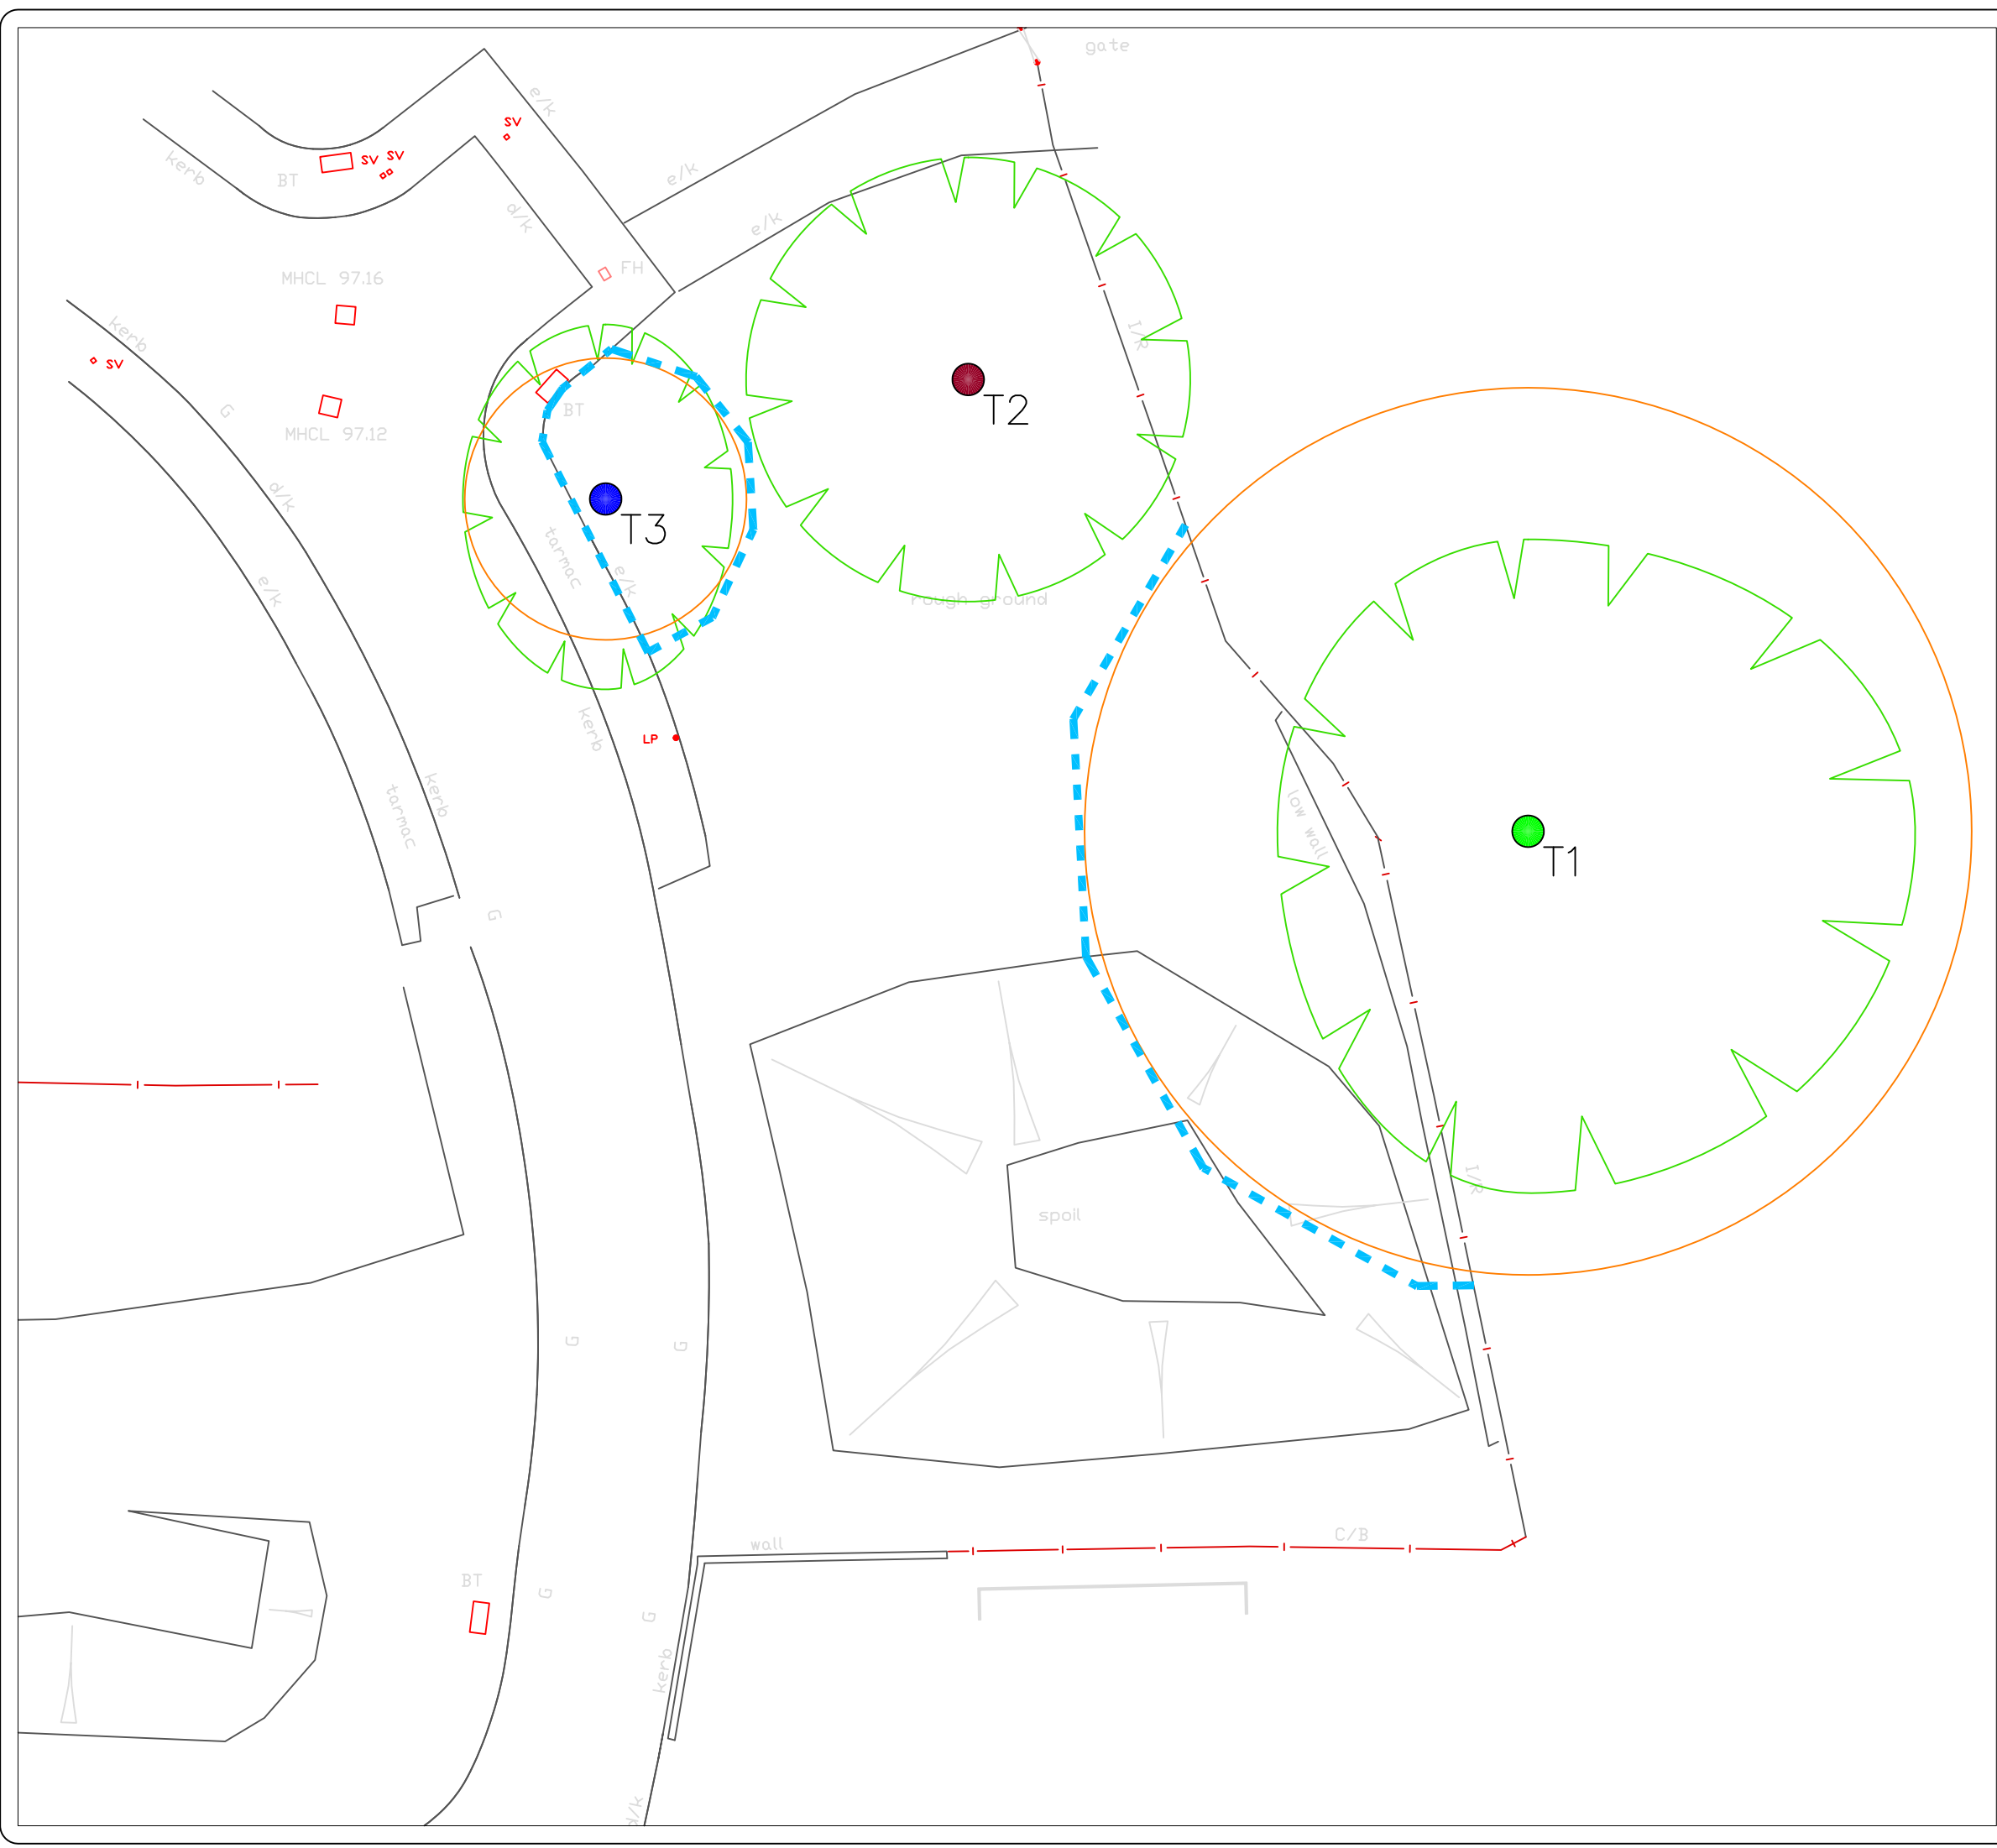 gate
e/k
SV
SV
SV
kerb
BT
e/k
d/k
e/k
FH
MHCL 97.16
kerb
I/R
SV
T2
G
BT
MHCL 97.12
d/k
T3
tarmac
e/k
e/k
rough ground
kerb
LP
kerb
tarmac
low wall
T1
G
I/R
spoil
G
G
C/B
wall
BT
G
G
kerb
d/k